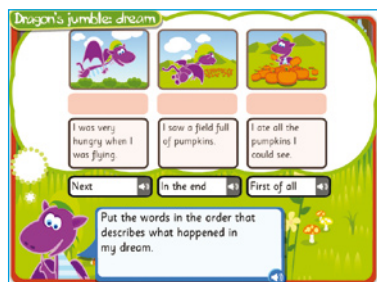 Dragon's jumbled dream
I was very
hungry when I
was flying.
I saw a field full
of pumpkins.
I ate all the
pumpkins I
could see.
Next
In the end
First of all
Put the words in the order that
describes what happened in
my dream.